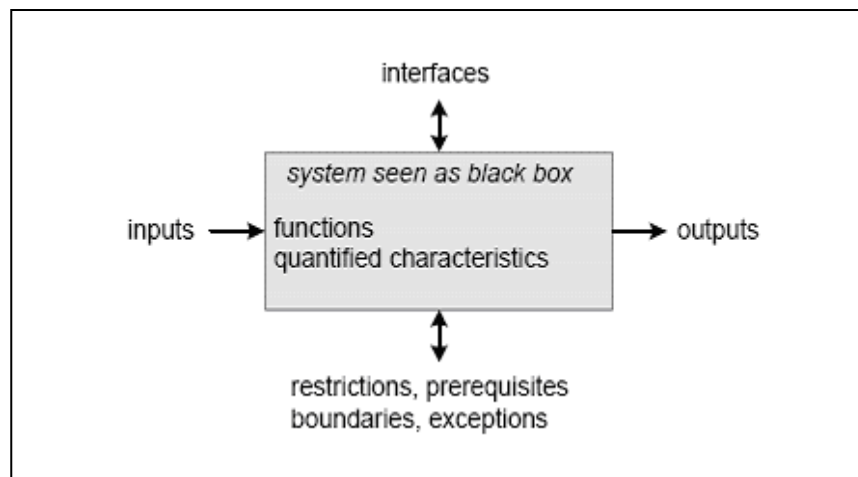 interfaces
system seen as black box
inputs
functions
quantified characteristics
outputs
restrictions, prerequisites
boundaries, exceptions